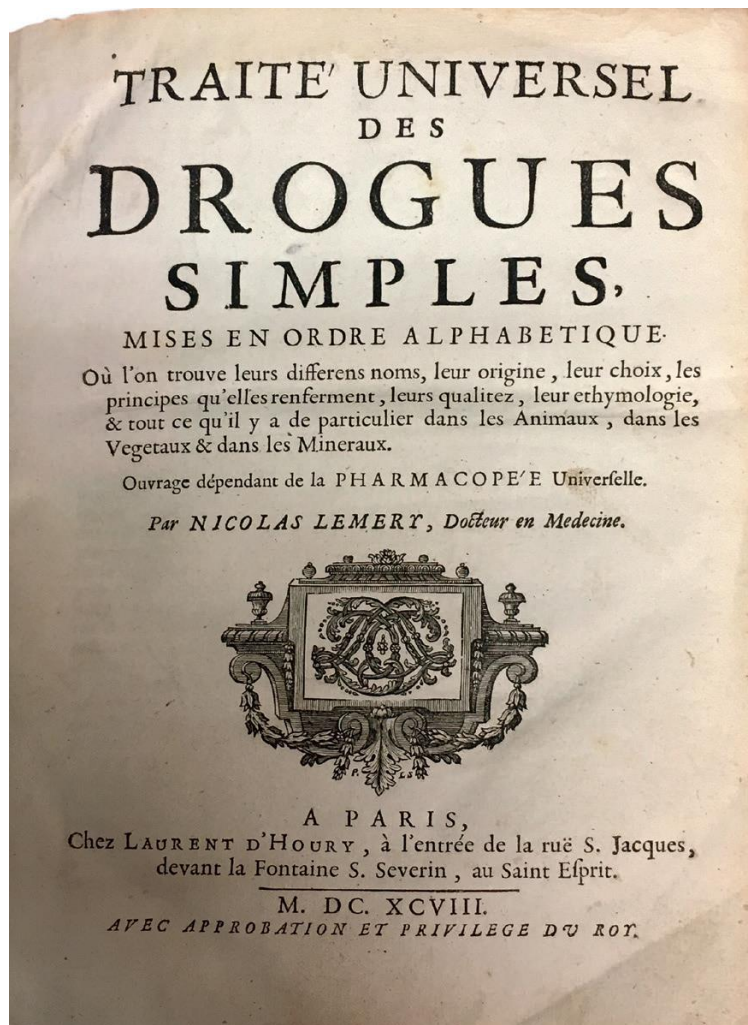 TRAITE' UNIVERSEL
DES
DROGUES
SIMPLES,
MISES EN ORDRE ALPHABETIQUE.
Où l'on trouve leurs differens noms, leur origine, leur choix, les
principes qu'elles renferment, leurs qualitez, leur ethymologie,
& tout ce qu'il y a de particulier dans les Animaux, dans les
Vegetaux & dans les Mineraux.
Ouvrage dépendant de la PHARMACOPE'E Univerſelle.
Par NICOLAS LEMERY, Docteur en Medecine.
P. LS
A PARIS,
Chez LAURENT D'HOURY, à l'entrée de la ruë S. Jacques,
devant la Fontaine S. Severin, au Saint Eſprit.
M. DC. XCVIII.
AVEC APPROBATION ET PRIVILEGE DU ROY.